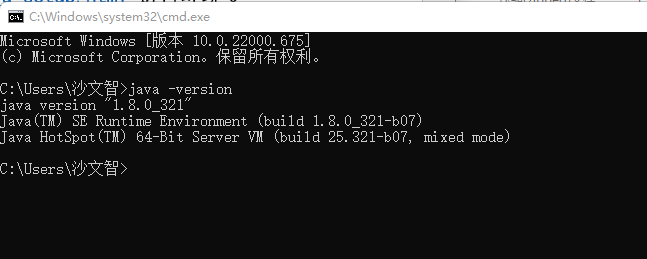 C:\Windows\system32\cmd.exe
Microsoft Windows [版本 10.0.22000.675]
(c) Microsoft Corporation。保留所有权利。
C:\Users\沙文智>java -version
java version "1.8.0_321"
Java(TM) SE Runtime Environment (build 1.8.0_321-b07)
Java HotSpot(TM) 64-Bit Server VM (build 25.321-b07, mixed mode)
C:\Users\沙文智>